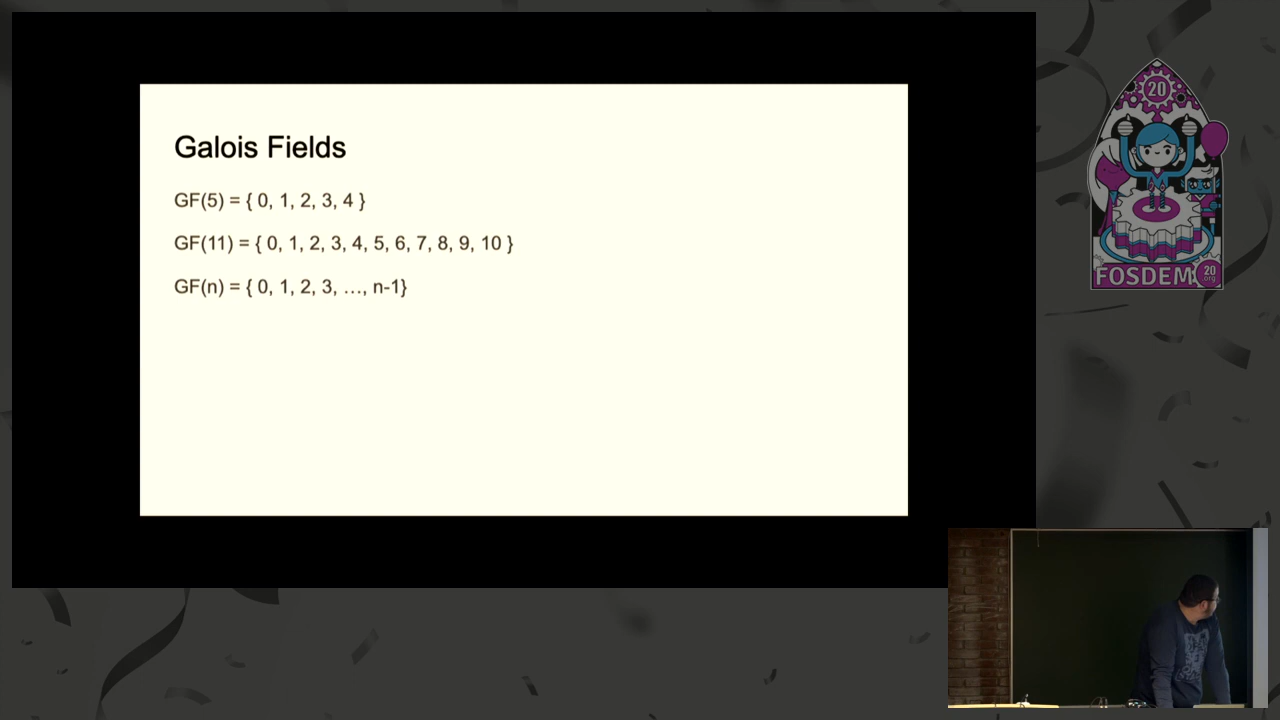 Galois Fields
GF(5) = { 0, 1, 2, 3, 4 }
GF(11) = { 0, 1, 2, 3, 4, 5, 6, 7, 8, 9, 10 }
GF(n) = { 0, 1, 2, 3, …, n-1}
20
FOSDEM
20
.org